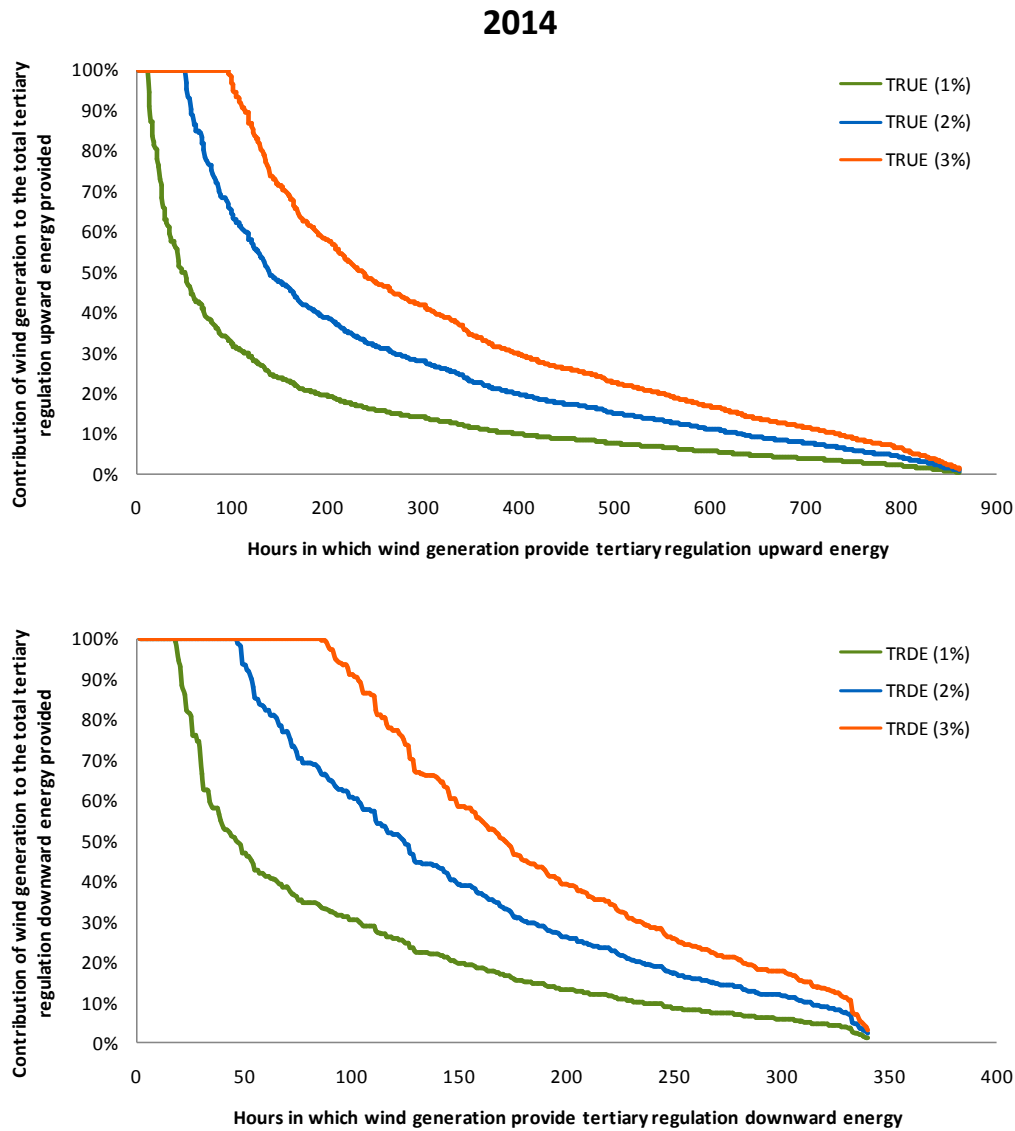 2014
Contribution of wind generation to the total tertiary
regulation upward energy provided
100%
90%
80%
70%
60%
50%
40%
30%
20%
10%
0%
TRUE (1%)
TRUE (2%)
TRUE (3%)
0 100 200 300 400 500 600 700 800 900
Hours in which wind generation provide tertiary regulation upward energy
Contribution of wind generation to the total tertiary
regulation downward energy provided
100%
90%
80%
70%
60%
50%
40%
30%
20%
10%
0%
TRDE (1%)
TRDE (2%)
TRDE (3%)
0 50 100 150 200 250 300 350 400
Hours in which wind generation provide tertiary regulation downward energy